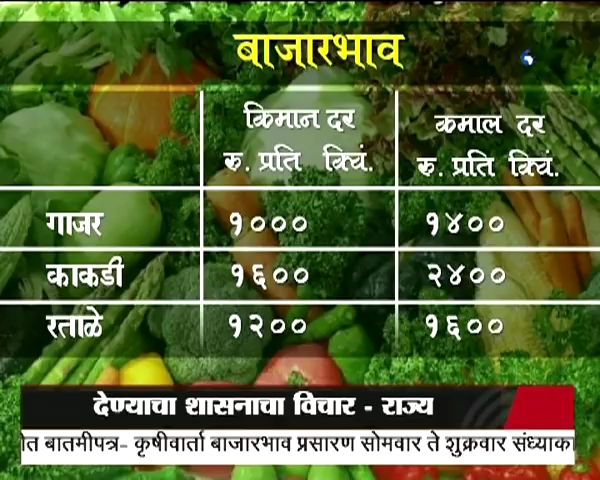 बाजारभाव
किमान दर कमाल दर
रु. प्रति क्विं. रु. प्रति क्विं.
गाजर १००० १४००
काकडी १६०० २४००
रताळे १२०० १६००
देण्याचा शासनाचा विचार - राज्य
बातमीपत्र- कृषीवार्ता बाजारभाव प्रसारण सोमवार ते शुक्रवार